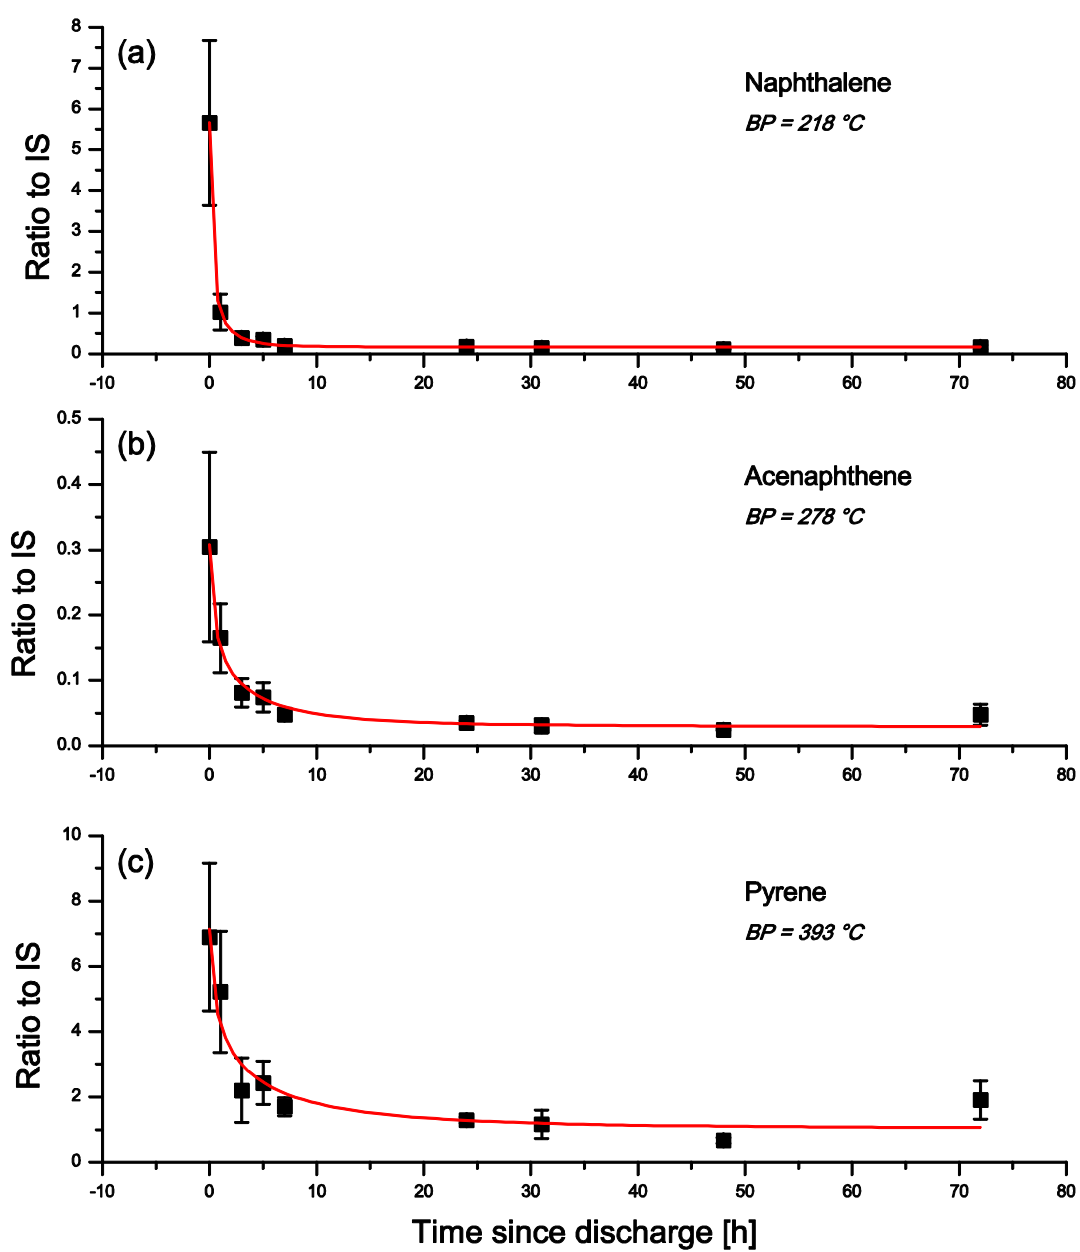 (a)
Naphthalene
BP = 218 °C
Ratio to IS
8
7
6
5
4
3
2
1
0
-10 0 10 20 30 40 50 60 70 80
(b)
Acenaphthene
BP = 278 °C
Ratio to IS
0.5
0.4
0.3
0.2
0.1
0.0
-10 0 10 20 30 40 50 60 70 80
(c)
Pyrene
BP = 393 °C
Ratio to IS
10
8
6
4
2
0
-10 0 10 20 30 40 50 60 70 80
Time since discharge [h]